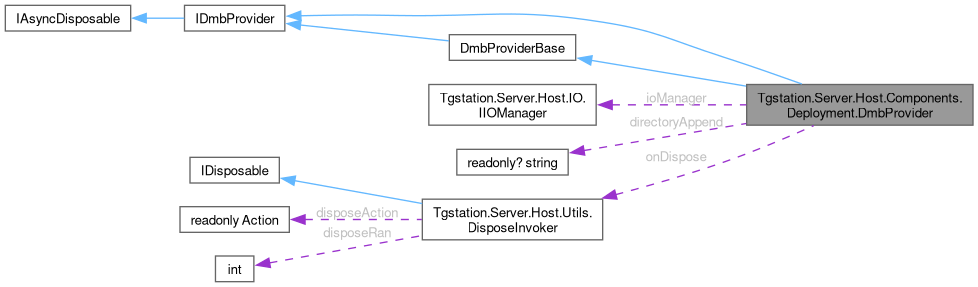 IAsyncDisposable
IDmbProvider
DmbProviderBase
Tgstation.Server.Host.Components.
Deployment.DmbProvider
Tgstation.Server.Host.IO.
IIOManager
ioManager
directoryAppend
readonly? string
onDispose
IDisposable
Tgstation.Server.Host.Utils.
DisposeInvoker
readonly Action
disposeAction
disposeRan
int